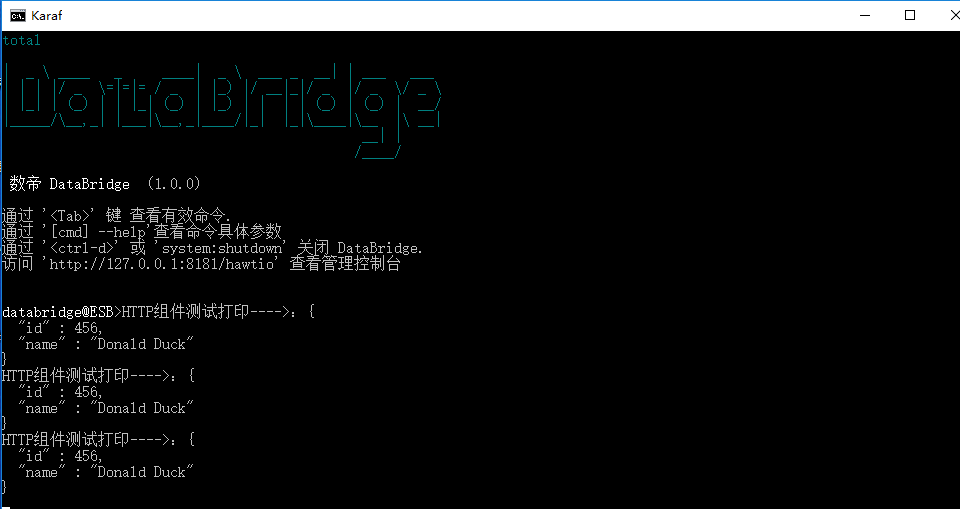 Karaf
total
DataBridge
数帝 DataBridge （1.0.0）
通过 '<Tab>' 键 查看有效命令.
通过 '[cmd] --help'查看命令具体参数
通过 '<ctrl-d>' 或 'system:shutdown' 关闭 DataBridge.
访问 'http://127.0.0.1:8181/hawtio' 查看管理控制台
databridge@ESB>HTTP组件测试打印---->：{
"id" : 456,
"name" : "Donald Duck"
}
HTTP组件测试打印---->：{
"id" : 456,
"name" : "Donald Duck"
}
HTTP组件测试打印---->：{
"id" : 456,
"name" : "Donald Duck"
}